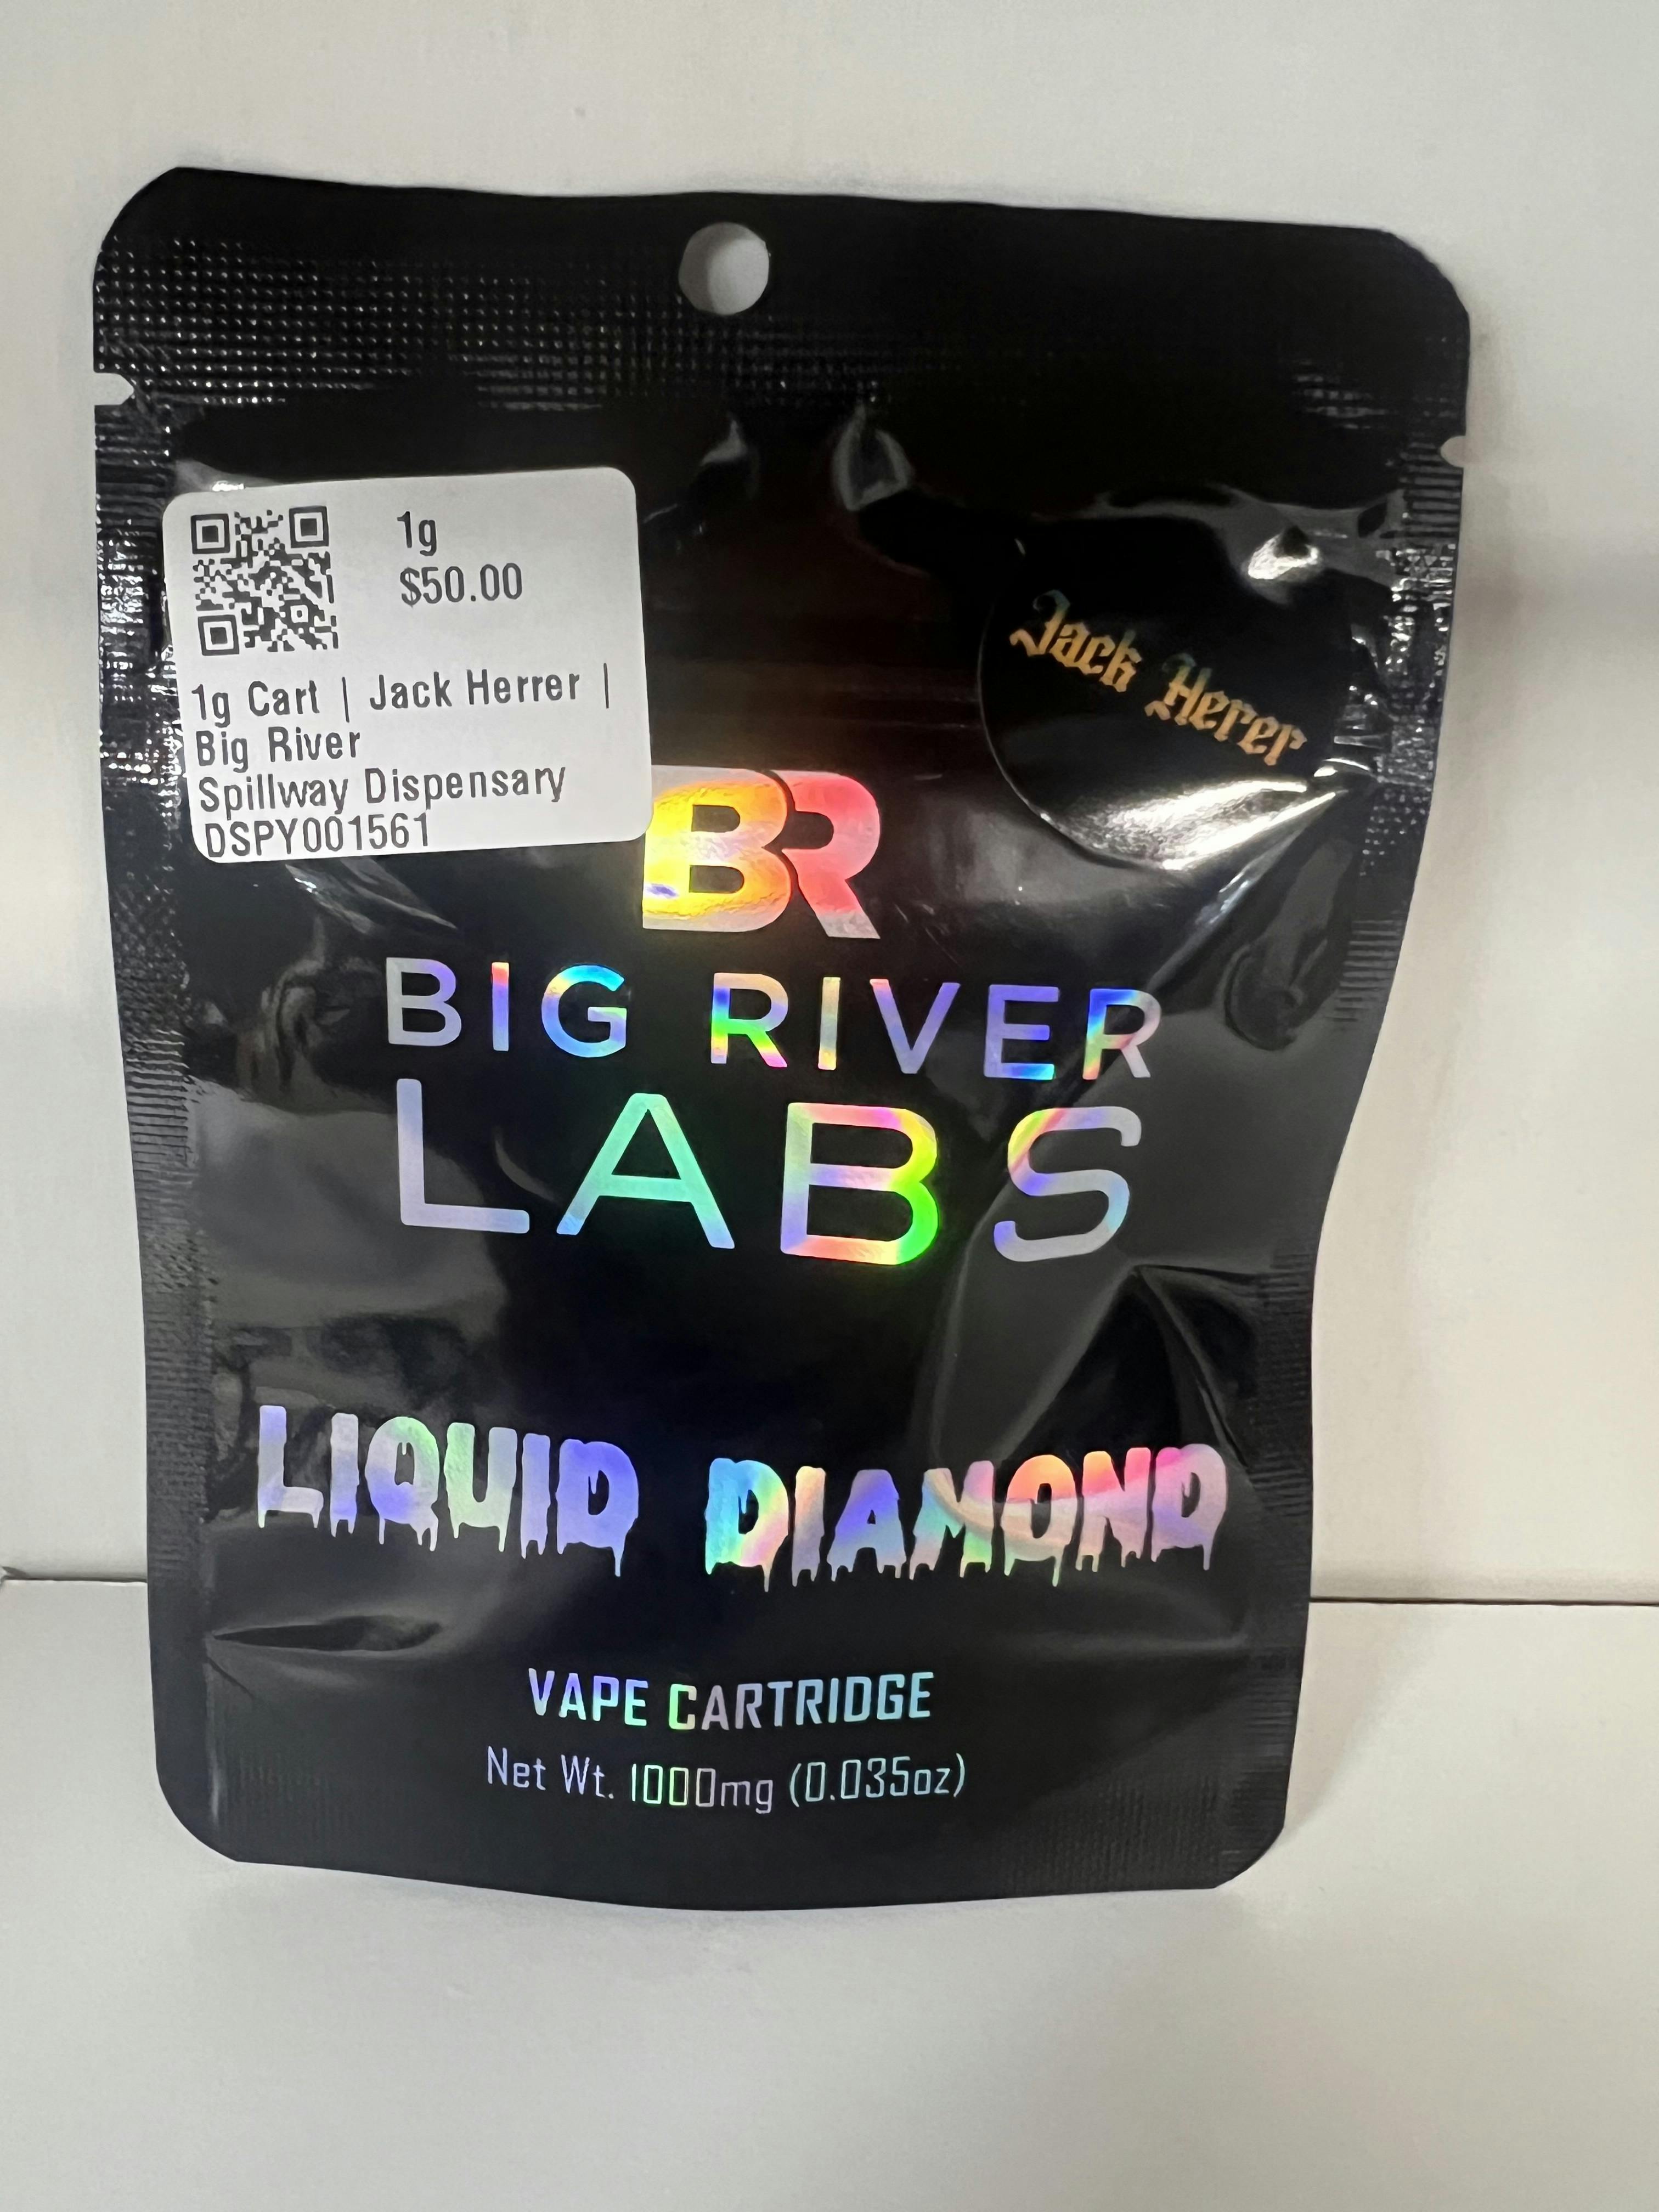 1g
$50.00
1g Cart | Jack Herrer |
Big River
Spillway Dispensary
DSPY001561
Jack Herer
BR
BIG RIVER
LABS
LIQUID DIAMOND
VAPE CARTRIDGE
Net Wt. 1000mg (0.035oz)